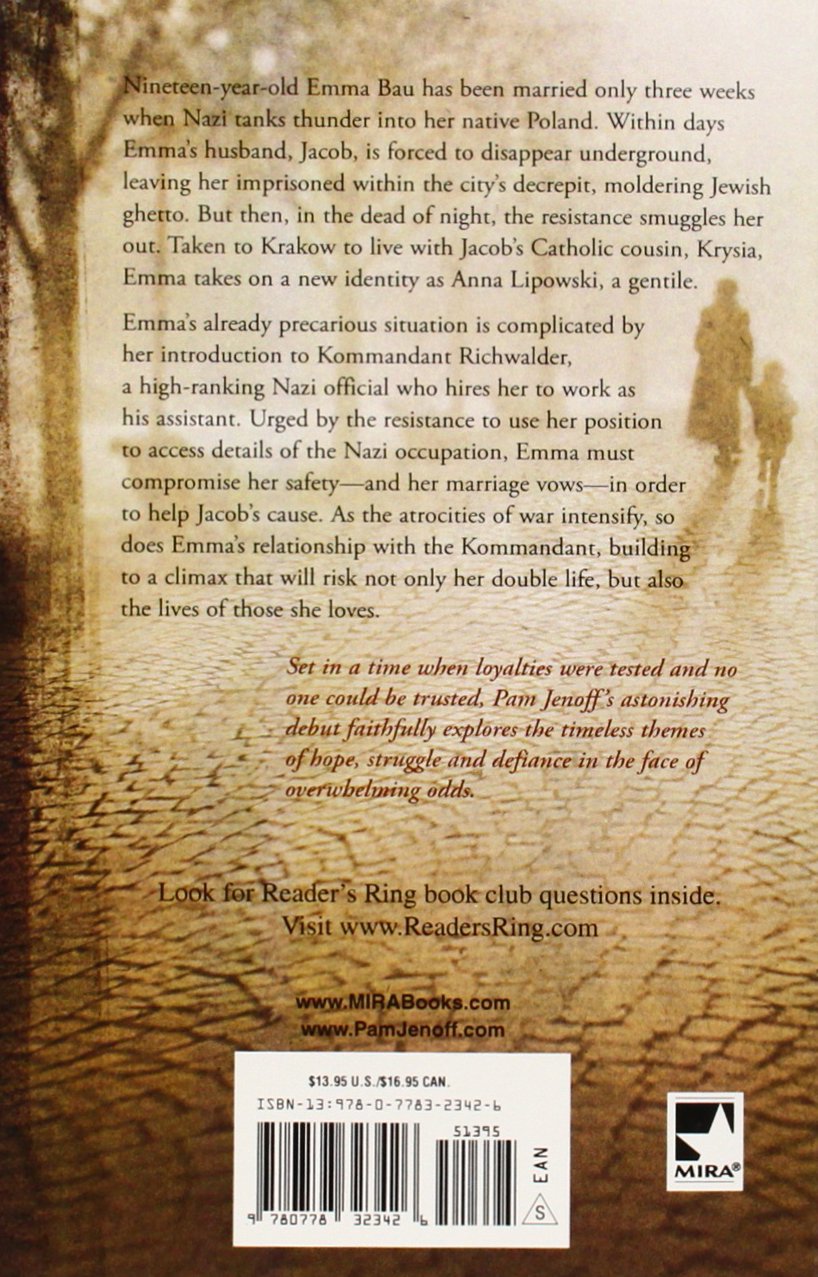 Nineteen-year-old Emma Bau has been married only three weeks
when Nazi tanks thunder into her native Poland. Within days
Emma's husband, Jacob, is forced to disappear underground,
leaving her imprisoned within the city's decrepit, moldering Jewish
ghetto. But then, in the dead of night, the resistance smuggles her
out. Taken to Krakow to live with Jacob's Catholic cousin, Krysia,
Emma takes on a new identity as Anna Lipowski, a gentile.
Emma's already precarious situation is complicated by
her introduction to Kommandant Richwalder,
a high-ranking Nazi official who hires her to work as
his assistant. Urged by the resistance to use her position
to access details of the Nazi occupation, Emma must
compromise her safety—and her marriage vows—in order
to help Jacob's cause. As the atrocities of war intensify, so
does Emma's relationship with the Kommandant, building
to a climax that will risk not only her double life, but also
the lives of those she loves.
Set in a time when loyalties were tested and no
one could be trusted, Pam Jenoff's astonishing
debut faithfully explores the timeless themes
of hope, struggle and defiance in the face of
overwhelming odds.
Look for Reader's Ring book club questions inside.
Visit www.ReadersRing.com
www.MIRABooks.com
www.PamJenoff.com
$13.95 U.S./$16.95 CAN.
ISBN-13:978-0-7783-2342-6
51395
9 780778 323426
EAN
S
MIRA®